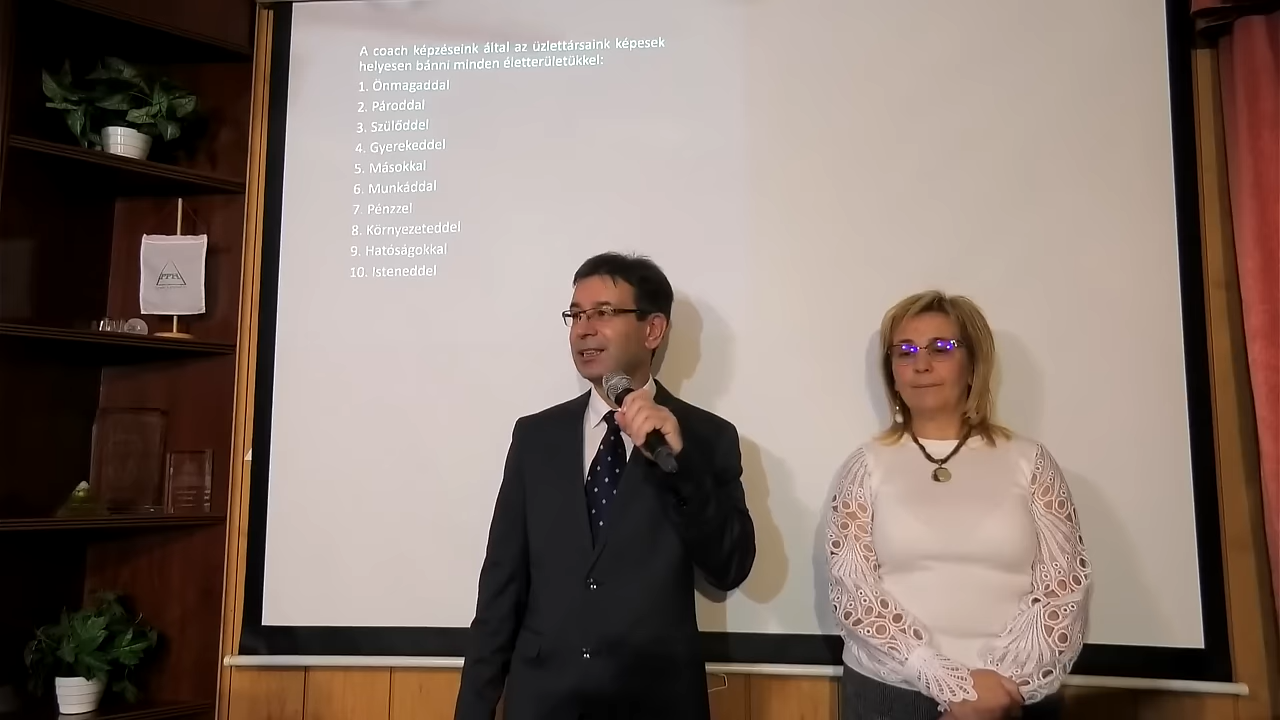 A coach képzéseink által az üzlettársaink képesek
helyesen bánni minden életterületükkel:
1. Önmagaddal
2. Pároddal
3. Szülőddel
4. Gyerekeddel
5. Másokkal
6. Munkáddal
7. Pénzzel
8. Környezeteddel
9. Hatóságokkal
10. Isteneddel